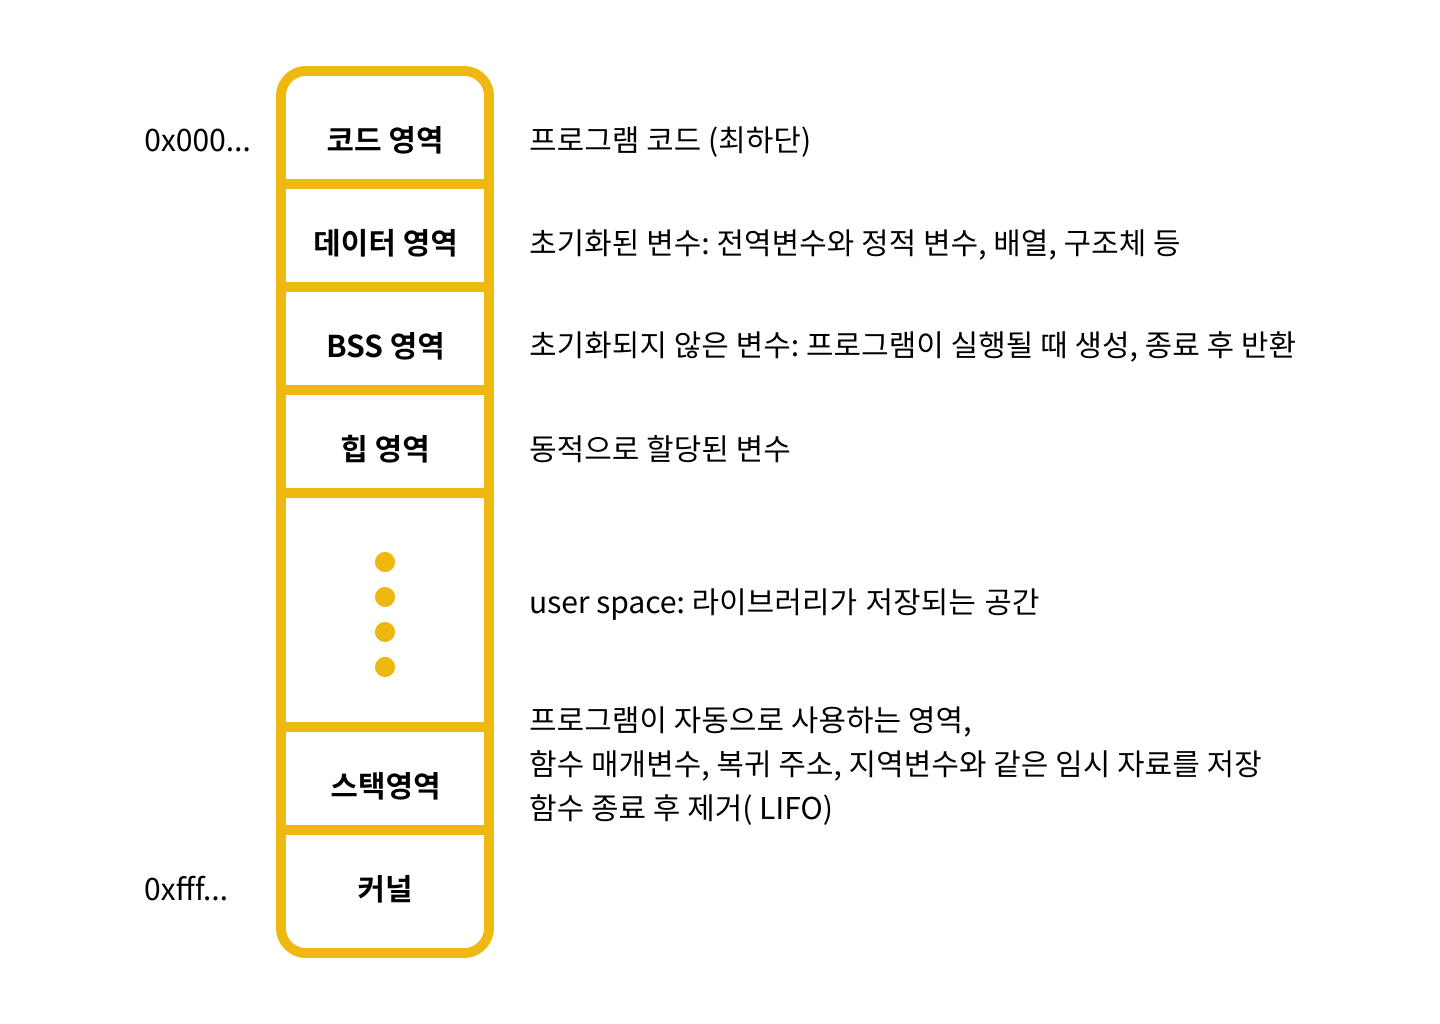 0x000...
코드 영역
프로그램 코드 (최하단)
데이터 영역
초기화된 변수: 전역변수와 정적 변수, 배열, 구조체 등
BSS 영역
초기화되지 않은 변수: 프로그램이 실행될 때 생성, 종료 후 반환
힙 영역
동적으로 할당된 변수
user space: 라이브러리가 저장되는 공간
스택영역
프로그램이 자동으로 사용하는 영역,
함수 매개변수, 복귀 주소, 지역변수와 같은 임시 자료를 저장
함수 종료 후 제거( LIFO)
0xfff...
커널